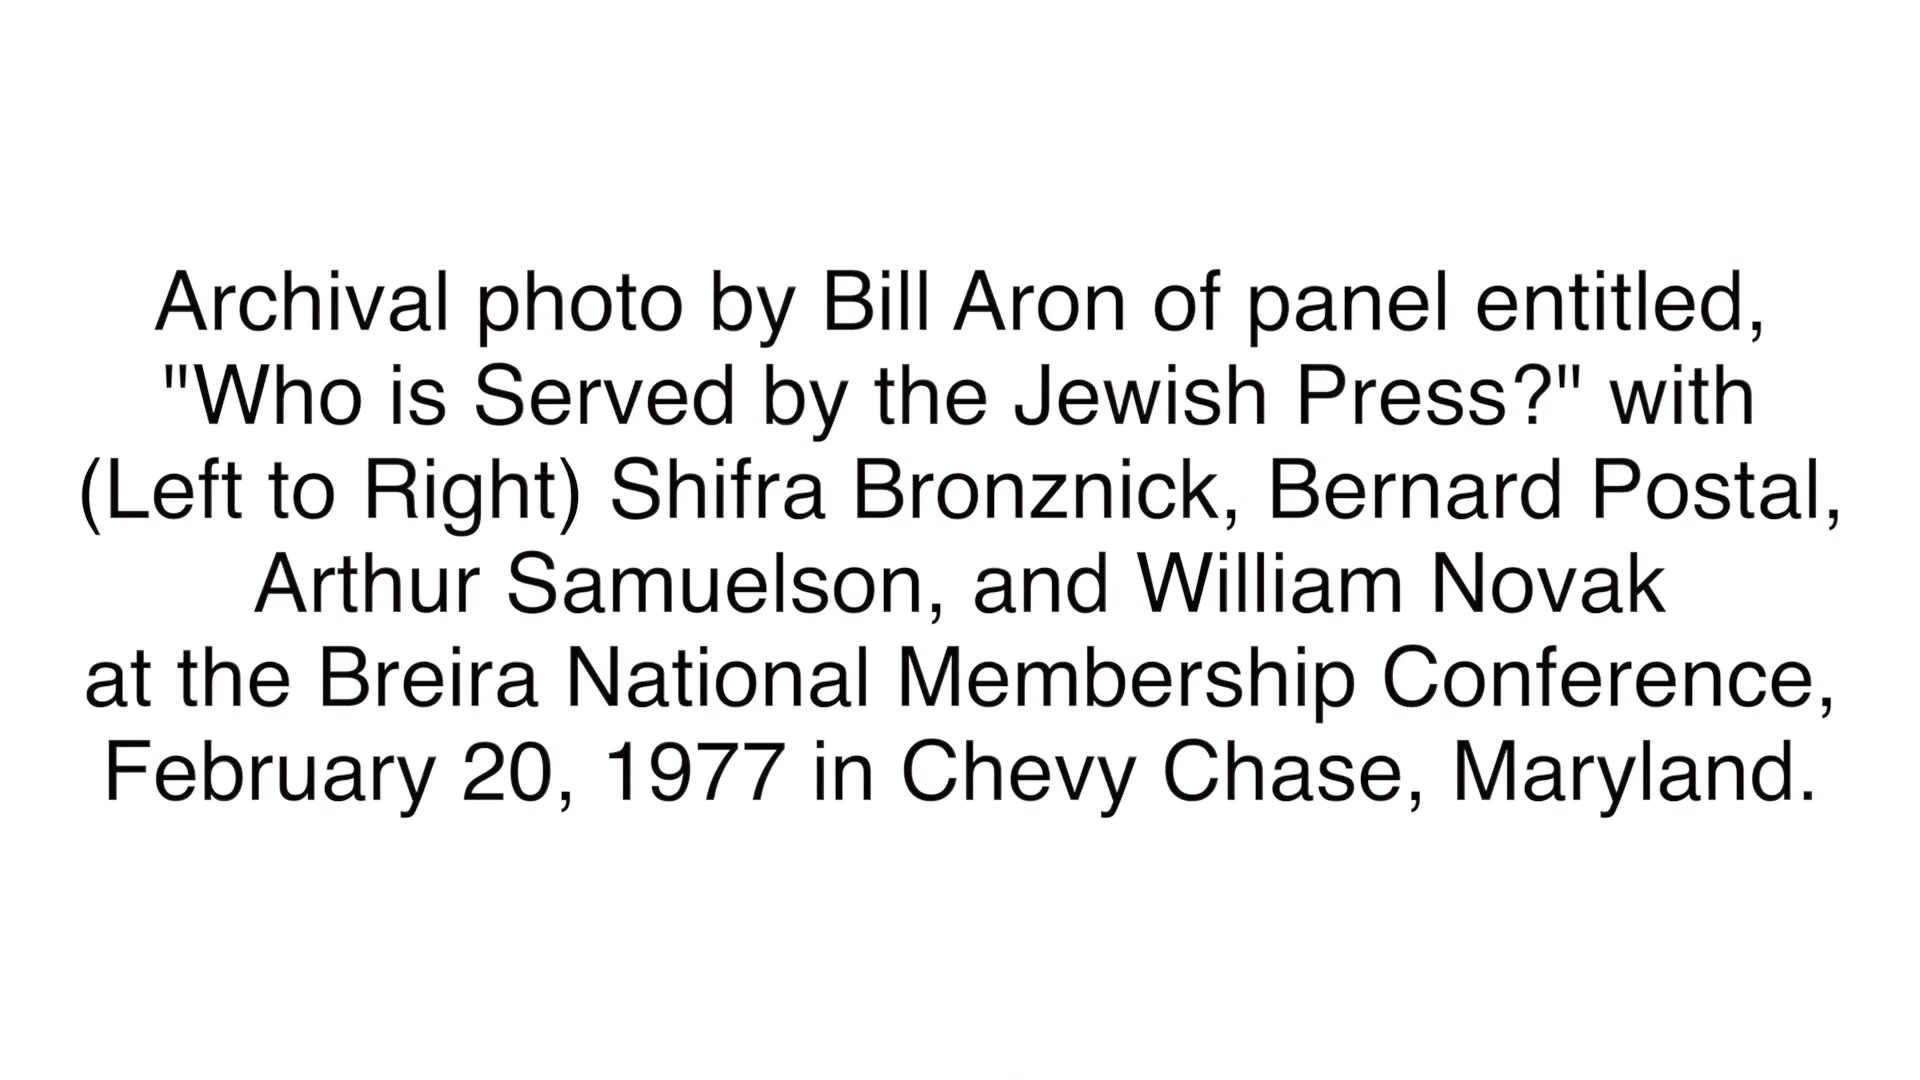 Archival photo by Bill Aron of panel entitled,
"Who is Served by the Jewish Press?" with
(Left to Right) Shifra Bronznick, Bernard Postal,
Arthur Samuelson, and William Novak
at the Breira National Membership Conference,
February 20, 1977 in Chevy Chase, Maryland.